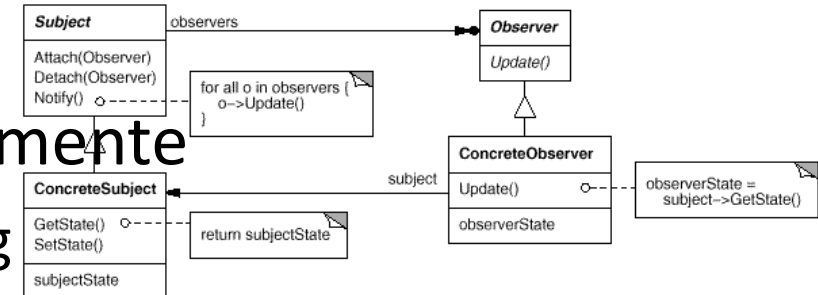 Subject
observers
Observer
Attach(Observer)
Detach(Observer)
Notify()
Update()
for all o in observers {
o->Update()
}
mente
ConcreteSubject
subject
ConcreteObserver
GetState()
SetState()
return subjectState
Update()
observerState =
subject->GetState()
g
subjectState
observerState